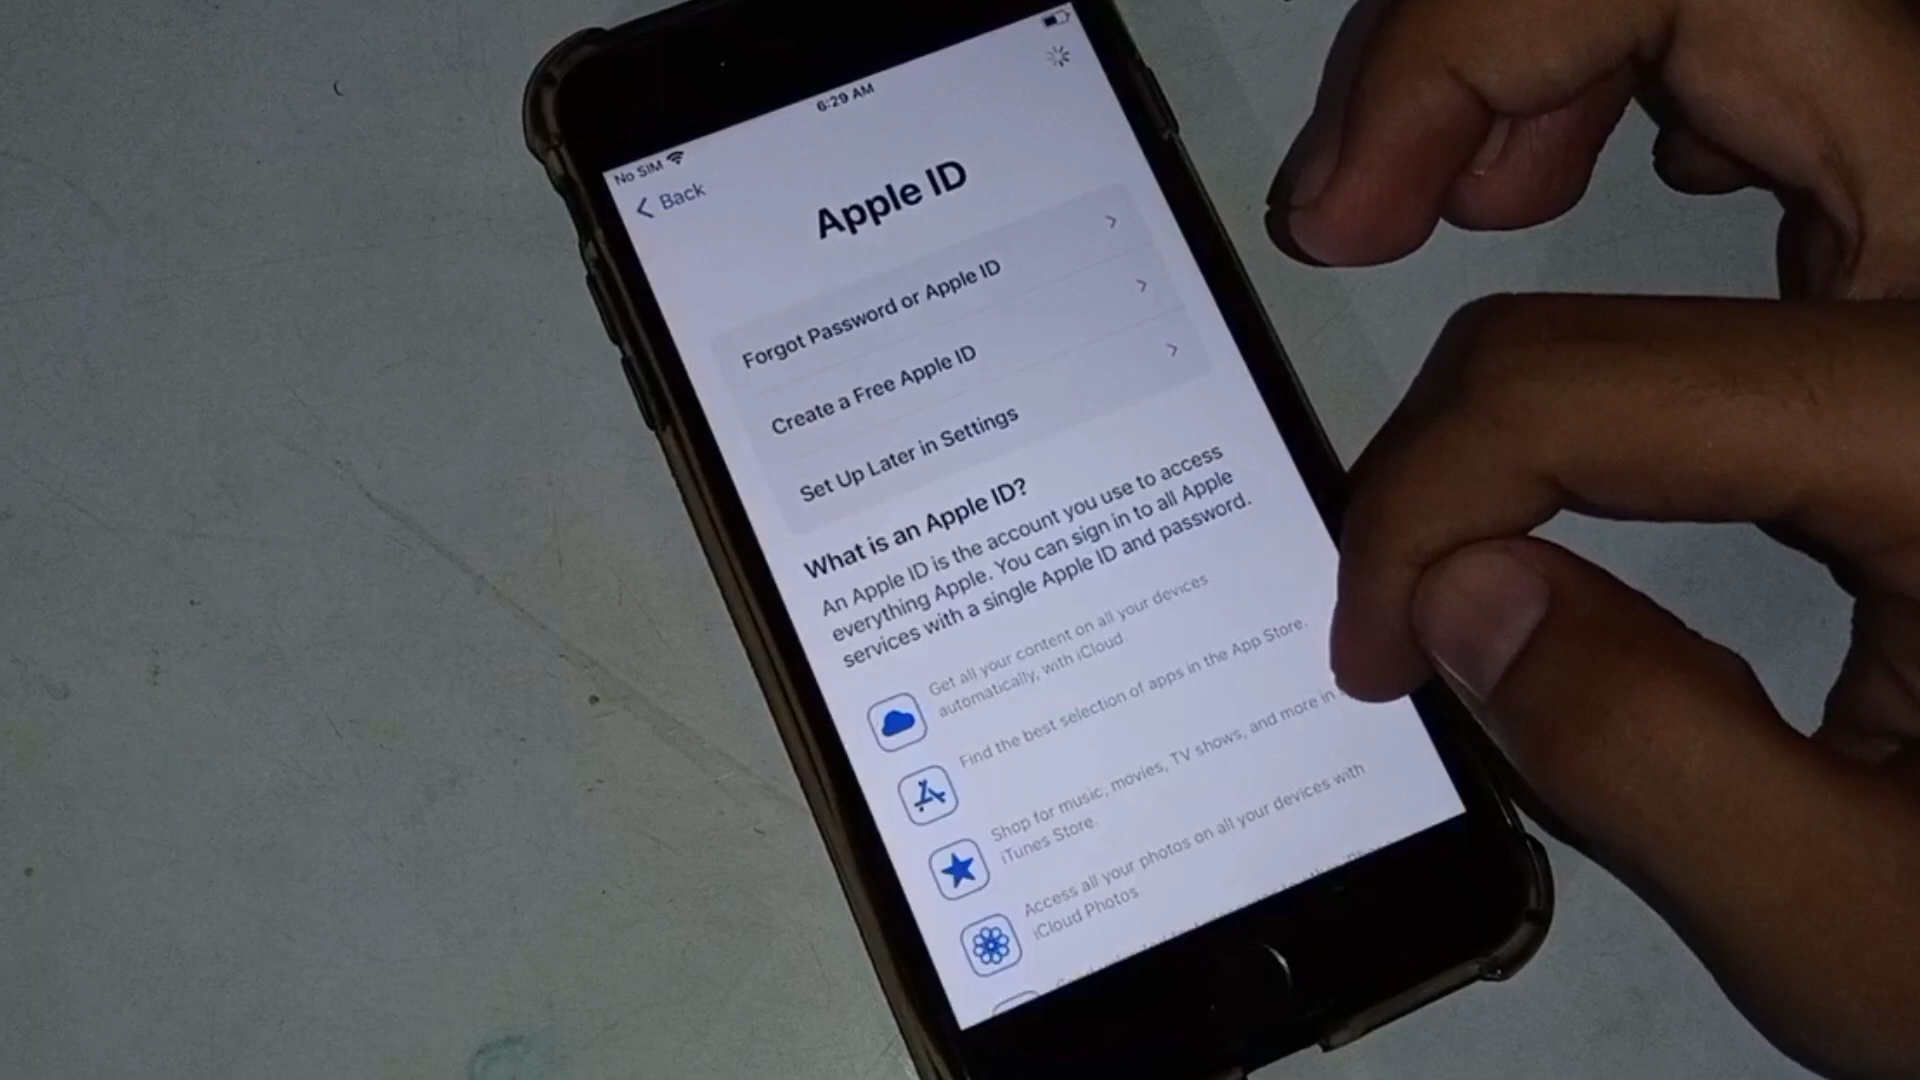 No SIM
6:29 AM
Back
Apple ID
Forgot Password or Apple ID
Create a Free Apple ID
Set Up Later in Settings
What is an Apple ID?
An Apple ID is the account you use to access
everything Apple. You can sign in to all Apple
services with a single Apple ID and password.
Get all your content on all your devices
automatically, with iCloud.
Find the best selection of apps in the App Store.
Shop for music, movies, TV shows, and more in
iTunes Store.
Access all your photos on all your devices with
iCloud Photos.